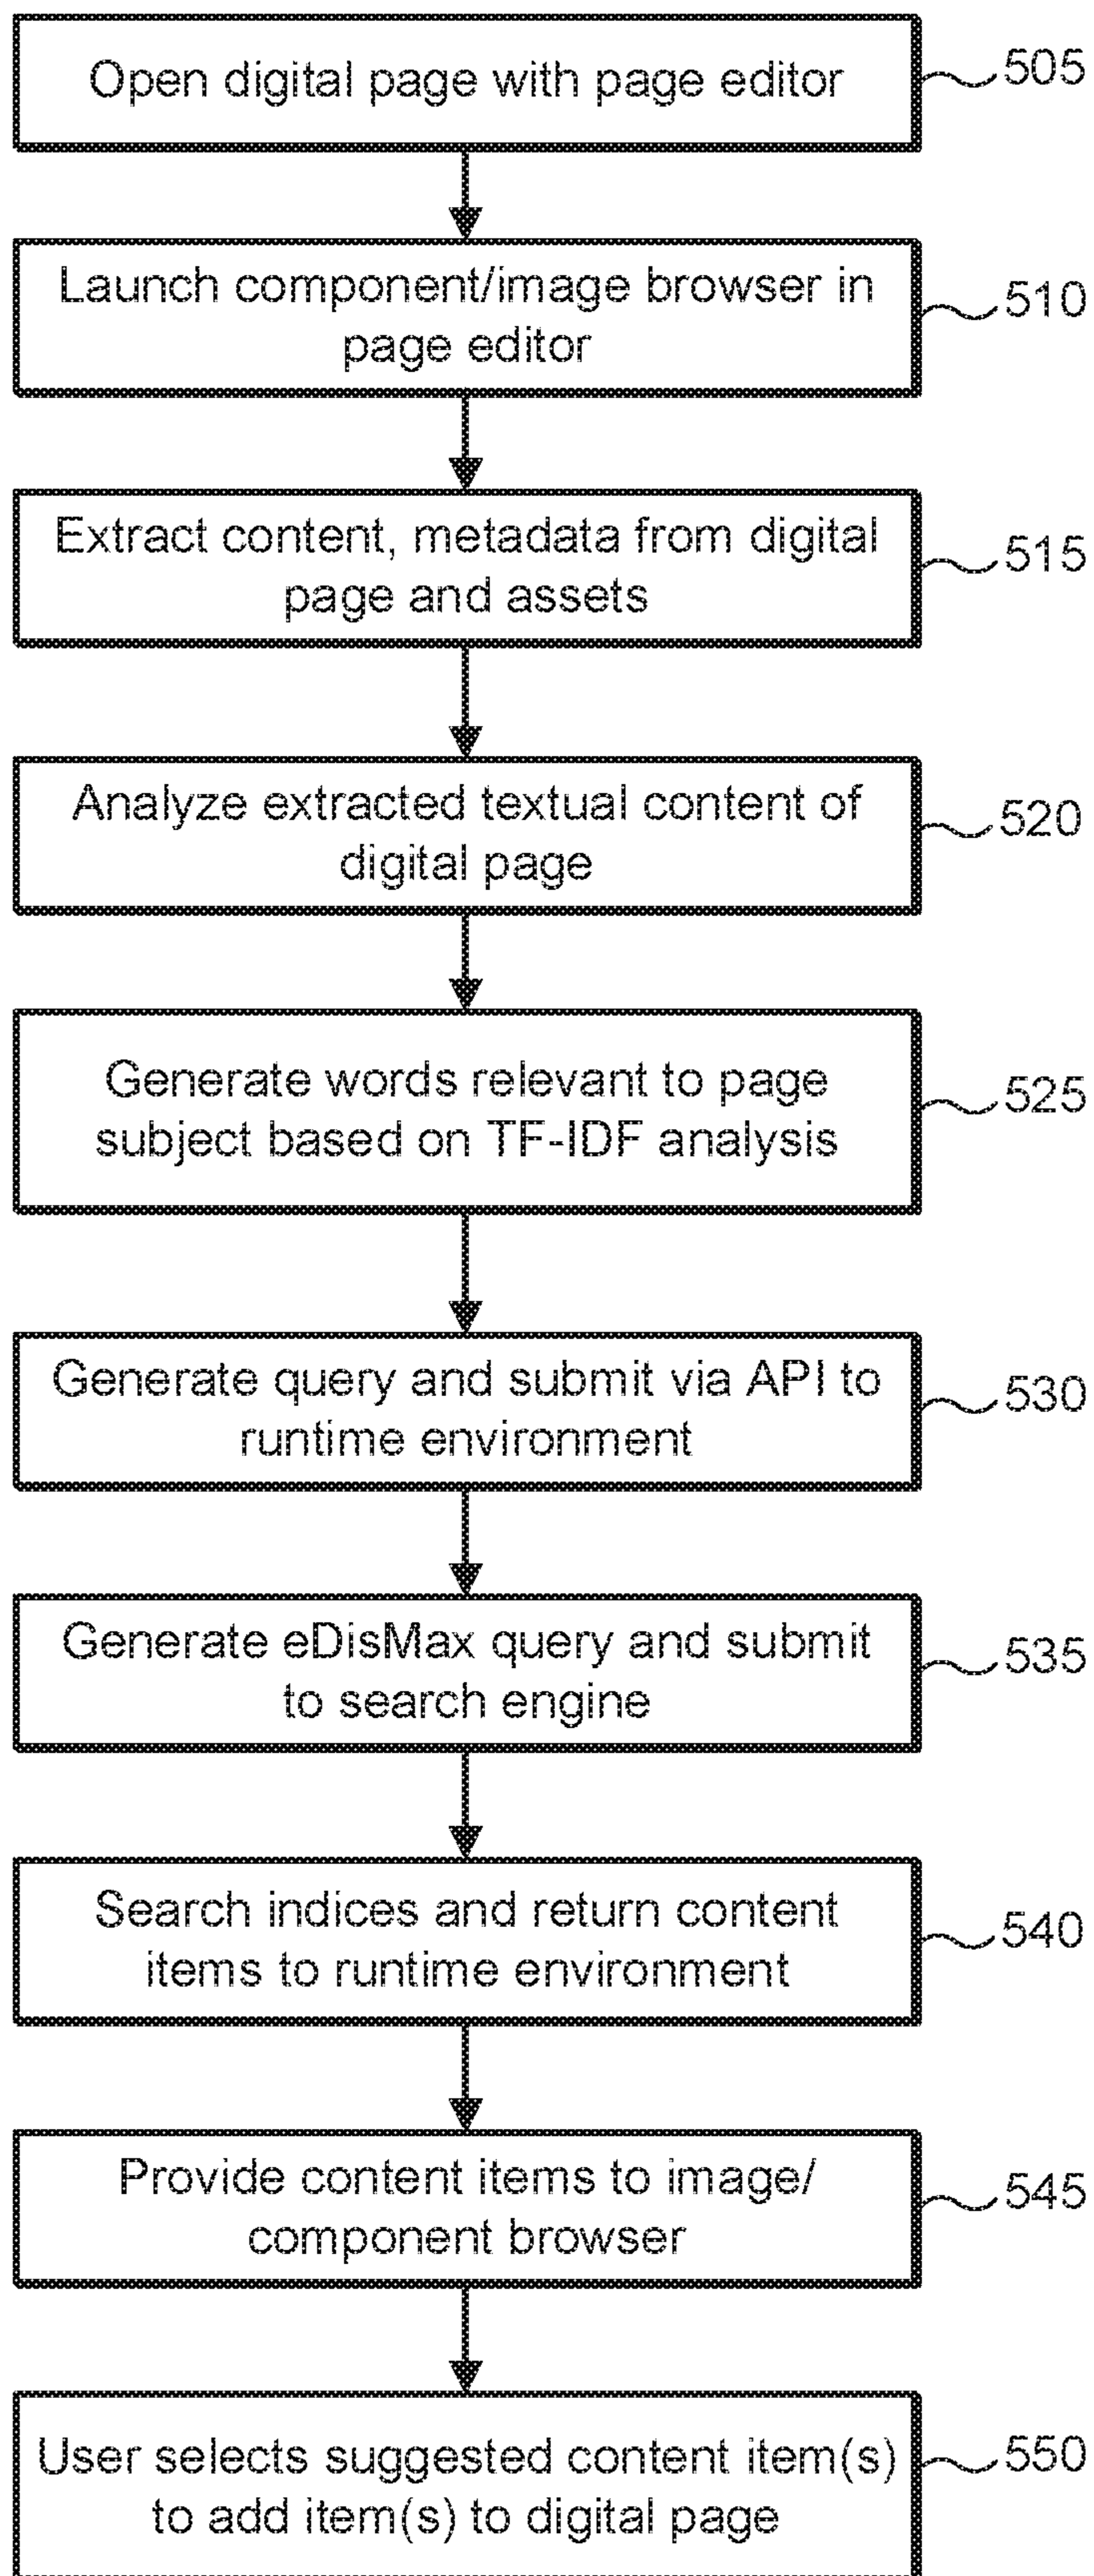 Open digital page with page editor
505
Launch component/image browser in
page editor
510
Extract content, metadata from digital
page and assets
515
Analyze extracted textual content of
digital page
520
Generate words relevant to page
subject based on TF-IDF analysis
525
Generate query and submit via API to
runtime environment
530
Generate eDisMax query and submit
to search engine
535
Search indices and return content
items to runtime environment
540
Provide content items to image/
component browser
545
User selects suggested content item(s)
to add item(s) to digital page
550